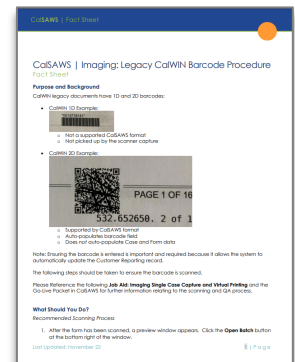 CalSAWS | Fact Sheet
CalSAWS | Imaging: Legacy CalWIN Barcode Procedure
Fact Sheet
Purpose and Background
CalWIN legacy documents have 1D and 2D barcodes:
• CalWIN 1D Example:
o Not a supported CalSAWS format
o Not picked up by the scanner capture
• CalWIN 2D Example:
PAGE 1 OF 16
532.652650. 2 of 1
o Supported by CalSAWS format
o Auto-populates barcode field
o Does not auto-populate Case and Form data
Note: Ensuring the barcode is entered is important and required because it allows the system to
automatically update the Customer Reporting record.
The following steps should be taken to ensure the barcode is scanned.
Please Reference the following Job Aid: Imaging Single Case Capture and Virtual Printing and the
Go-Live Packet in CalSAWS for further information relating to the scanning and QA process.
What Should You Do?
Recommended Scanning Process
1. After the form has been scanned, a preview window appears. Click the Open Batch button
at the bottom right of the window.
Last Updated: November 22
| Page